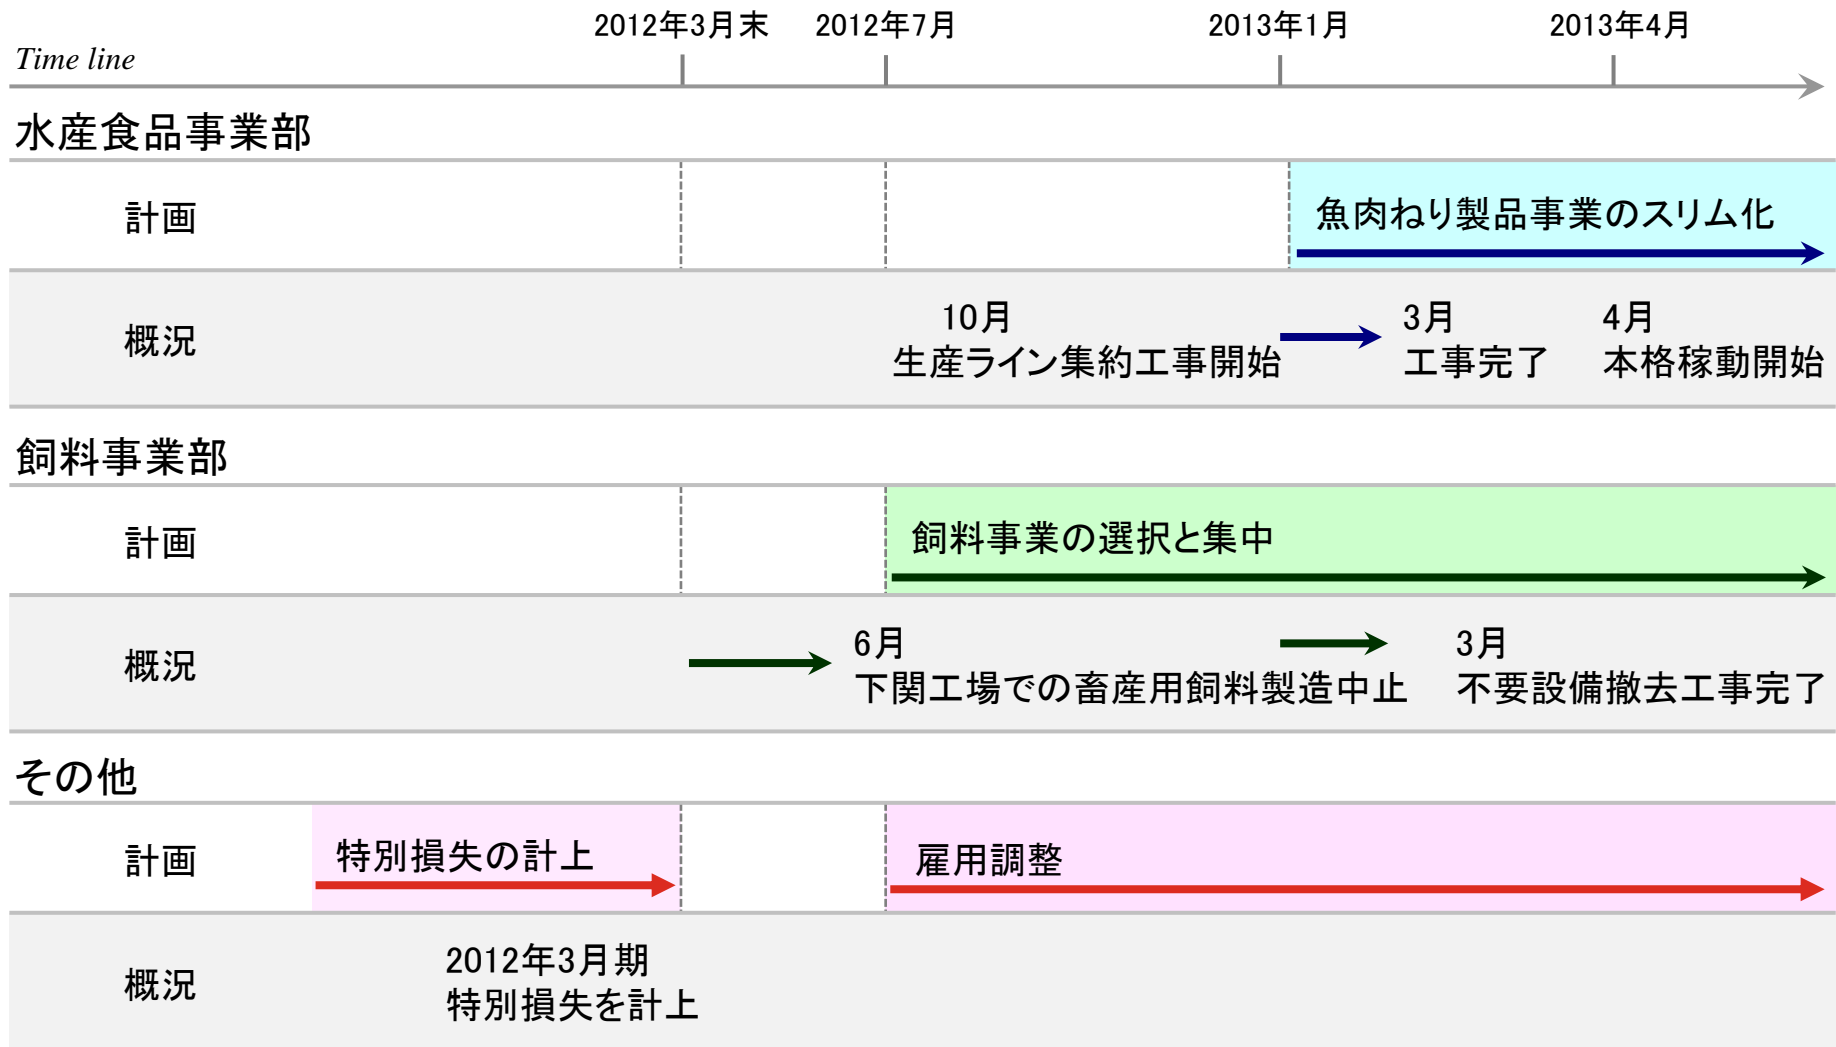 2012年3月末 2012年7月 2013年1月 2013年4月
Time line
水産食品事業部
計画
魚肉ねり製品事業のスリム化
概況
10月
生産ライン集約工事開始
3月
工事完了
4月
本格稼動開始
飼料事業部
計画
飼料事業の選択と集中
概況
6月
下関工場での畜産用飼料製造中止
3月
不要設備撤去工事完了
その他
計画
特別損失の計上
雇用調整
概況
2012年3月期
特別損失を計上